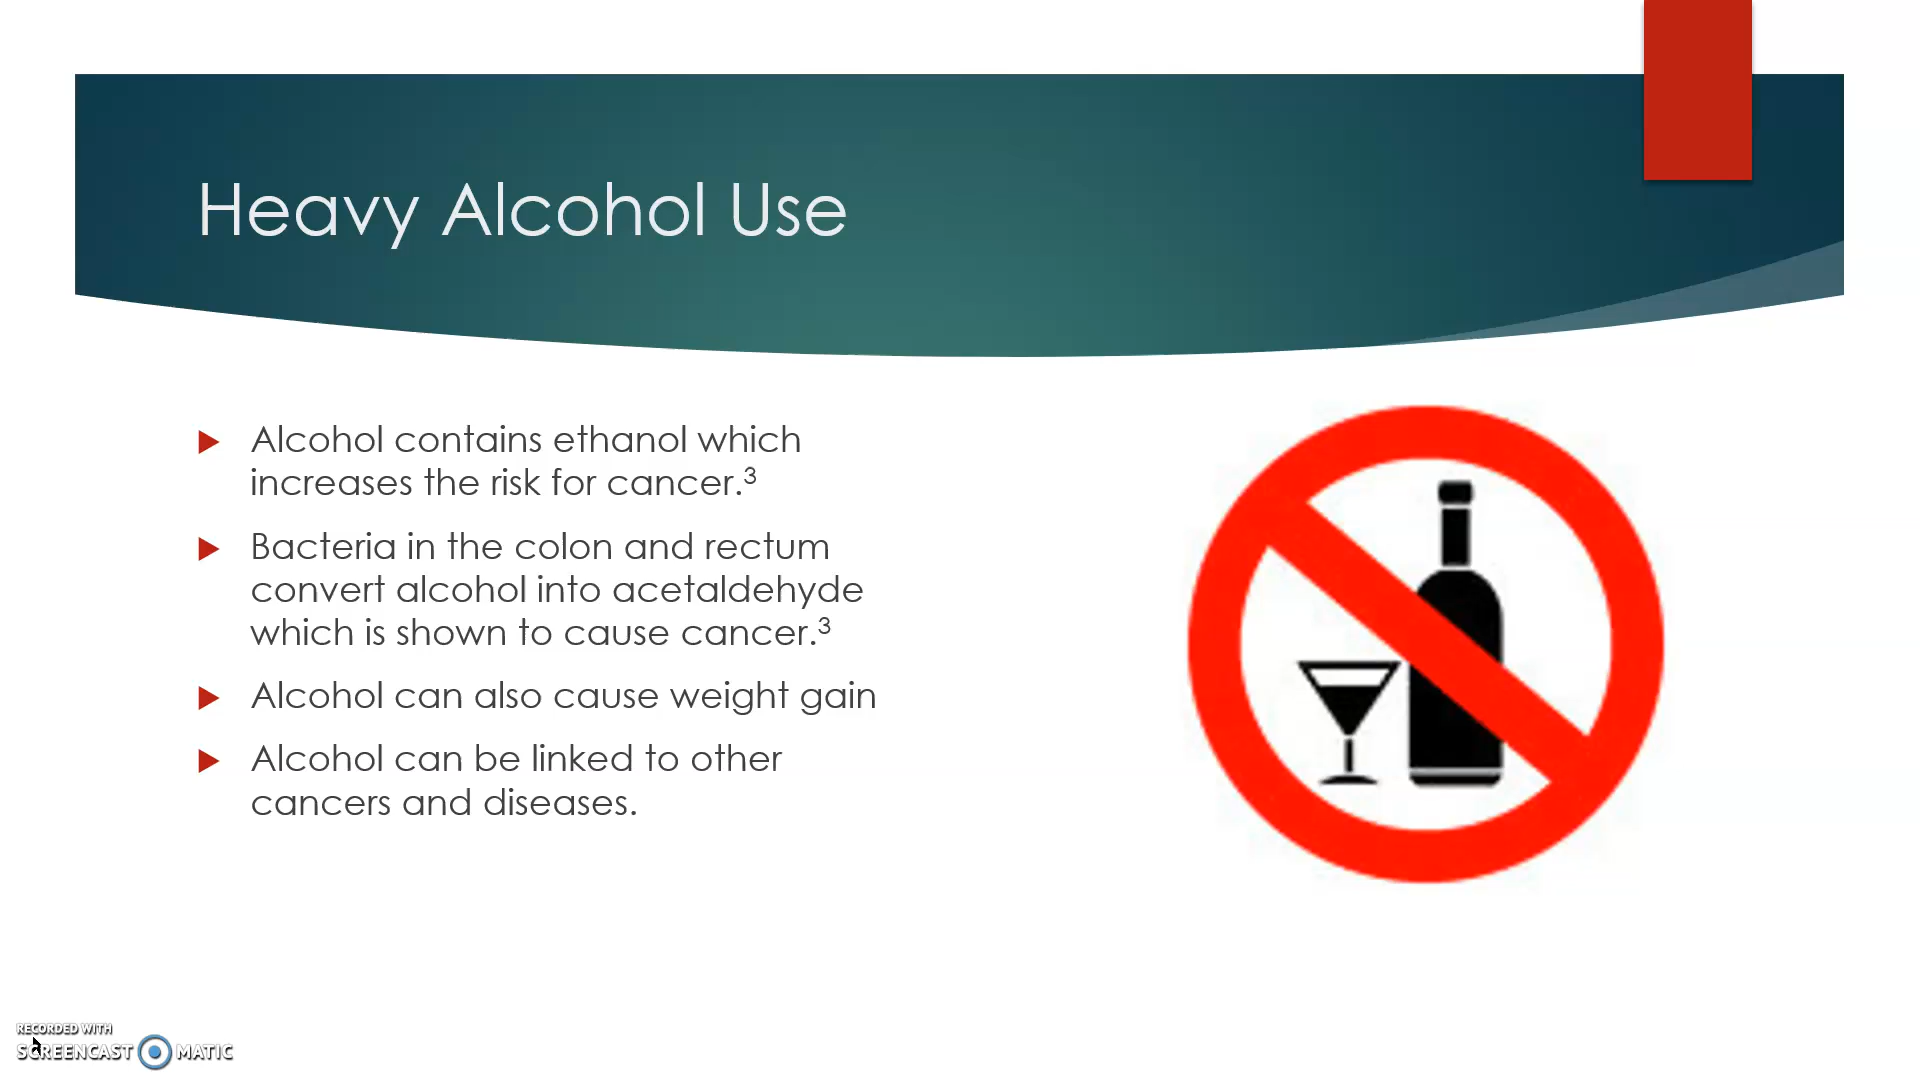 Heavy Alcohol Use
Alcohol contains ethanol which
increases the risk for cancer.³
Bacteria in the colon and rectum
convert alcohol into acetaldehyde
which is shown to cause cancer.³
Alcohol can also cause weight gain
Alcohol can be linked to other
cancers and diseases.
RECORDED WITH
SCREENCAST MATIC